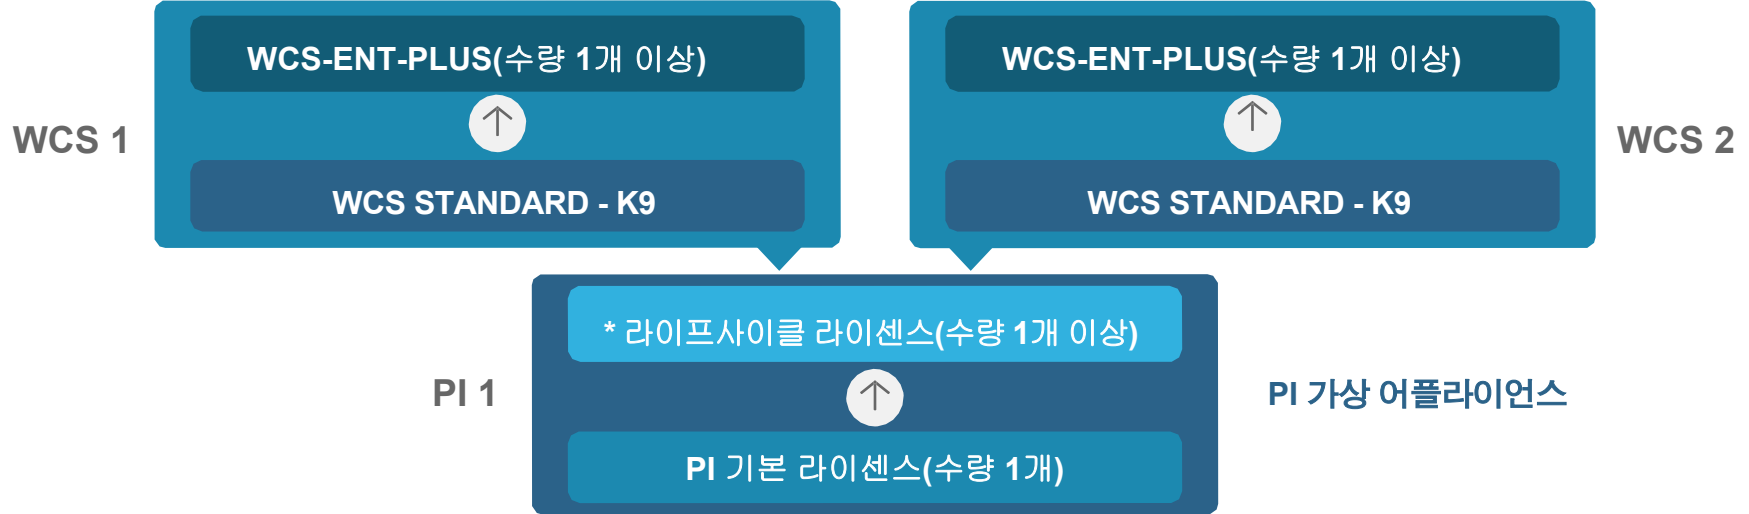 WCS-ENT-PLUS(수량 1개 이상)
WCS-ENT-PLUS(수량 1개 이상)
WCS 1
WCS 2
WCS STANDARD - K9
WCS STANDARD - K9
* 라이프사이클 라이센스(수량 1개 이상)
PI 1
PI 가상 어플라이언스
PI 기본 라이센스(수량 1개)